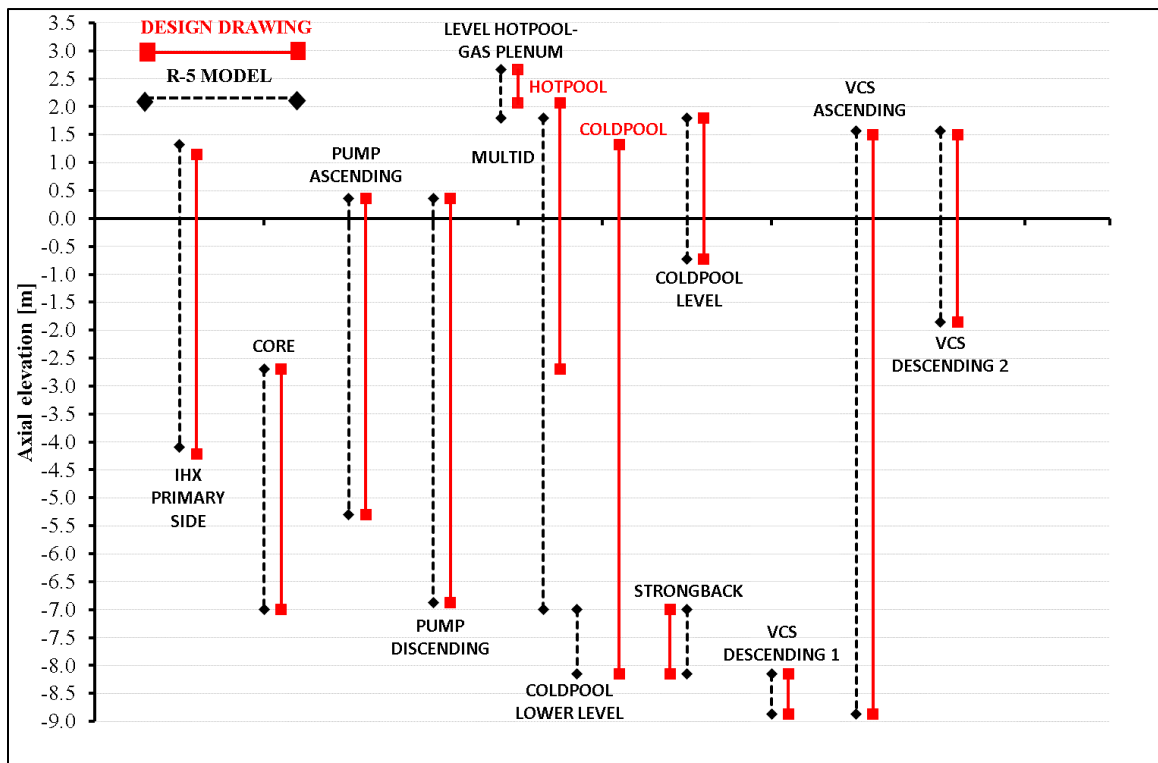 3.5
3.0
2.5
2.0
1.5
1.0
0.5
0.0
-0.5
-1.0
-1.5
-2.0
-2.5
-3.0
-3.5
-4.0
-4.5
-5.0
-5.5
-6.0
-6.5
-7.0
-7.5
-8.0
-8.5
-9.0
Axial elevation [m]
DESIGN DRAWING
R-5 MODEL
LEVEL HOTPOOL-
GAS PLENUM
HOTPOOL
COLDPOOL
MULTID
VCS
ASCENDING
PUMP
ASCENDING
COLDPOOL
LEVEL
CORE
VCS
DESCENDING 2
IHX
PRIMARY
SIDE
STRONGBACK
PUMP
DISCENDING
VCS
DESCENDING 1
COLDPOOL
LOWER LEVEL